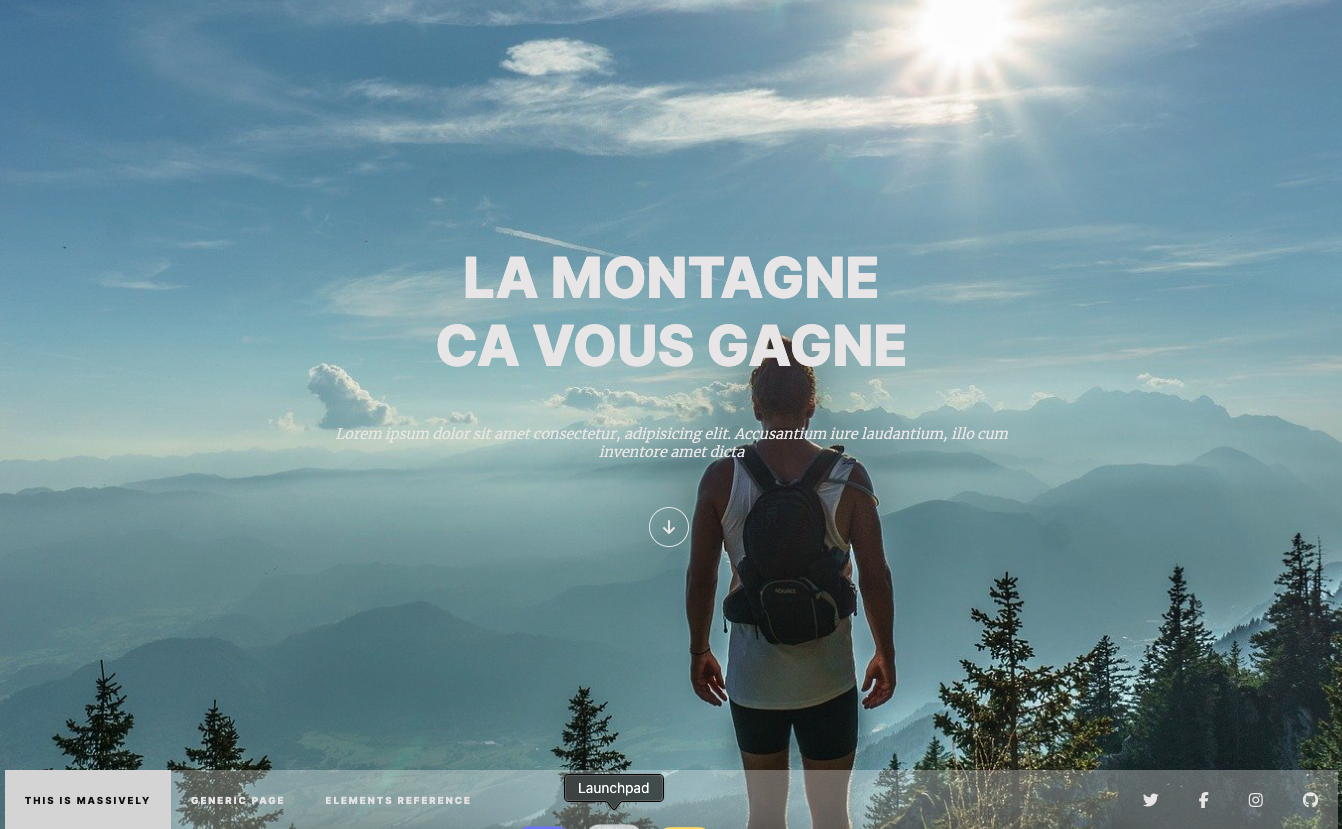 LA MONTAGNE
CA VOUS GAGNE
Lorem ipsum dolor sit amet consectetur, adipisicing elit. Accusantium iure laudantium, illo cum
inventore amet dicta
Launchpad
THIS IS MASSIVELY
GENERIC PAGE
ELEMENTS REFERENCE